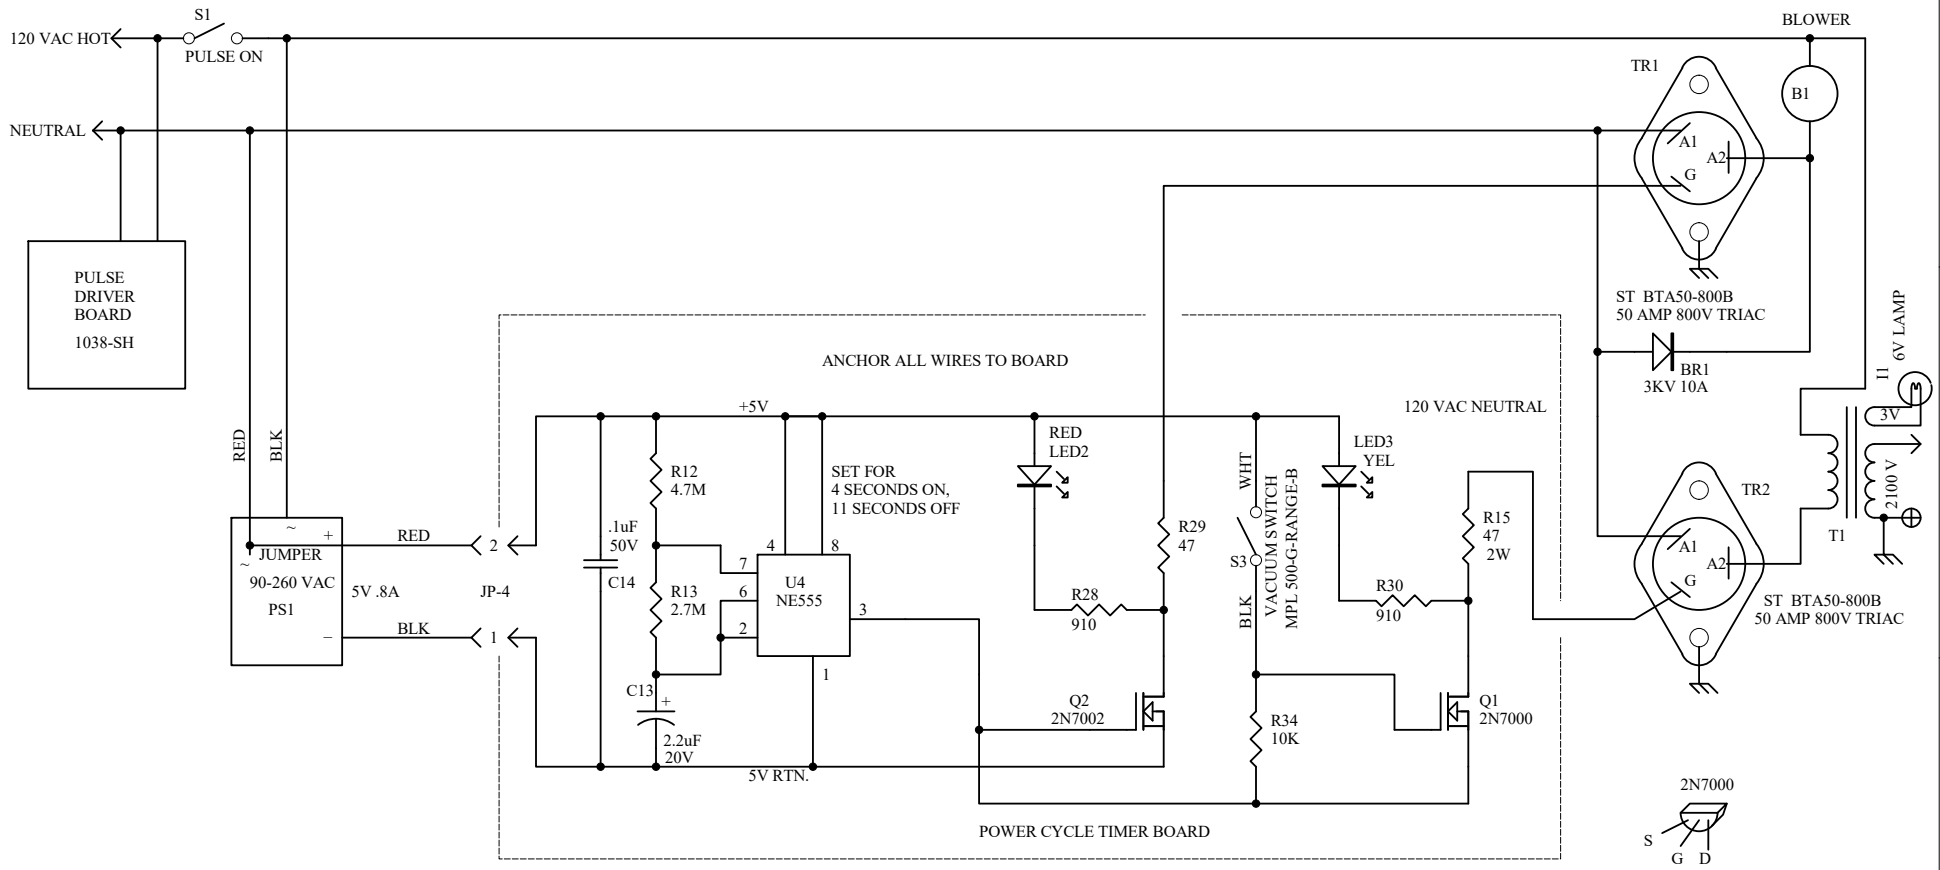 S1
120 VAC HOT
PULSE ON
NEUTRAL
BLOWER
TR1
B1
A1
A2
G
PULSE
DRIVER
BOARD
1038-SH
ST BTA50-800B
50 AMP 800V TRIAC
BR1
3KV 10A
I1
6V LAMP
3V
2100 V
T1
ANCHOR ALL WIRES TO BOARD
+5V
120 VAC NEUTRAL
RED
BLK
RED
LED2
LED3
YEL
R12
4.7M
SET FOR
4 SECONDS ON,
11 SECONDS OFF
WHT
VACUUM SWITCH
MPL 500-G-RANGE-B
S3
BLK
TR2
A1
A2
G
ST BTA50-800B
50 AMP 800V TRIAC
~
+
JUMPER
~
90-260 VAC
PS1
−
5V .8A
RED
2
JP-4
BLK
1
.1uF
50V
C14
R13
2.7M
4
8
7
6
2
U4
NE555
3
1
R29
47
R28
910
R15
47
2W
R30
910
C13
+
2.2uF
20V
5V RTN.
Q2
2N7002
R34
10K
Q1
2N7000
POWER CYCLE TIMER BOARD
2N7000
S
G D